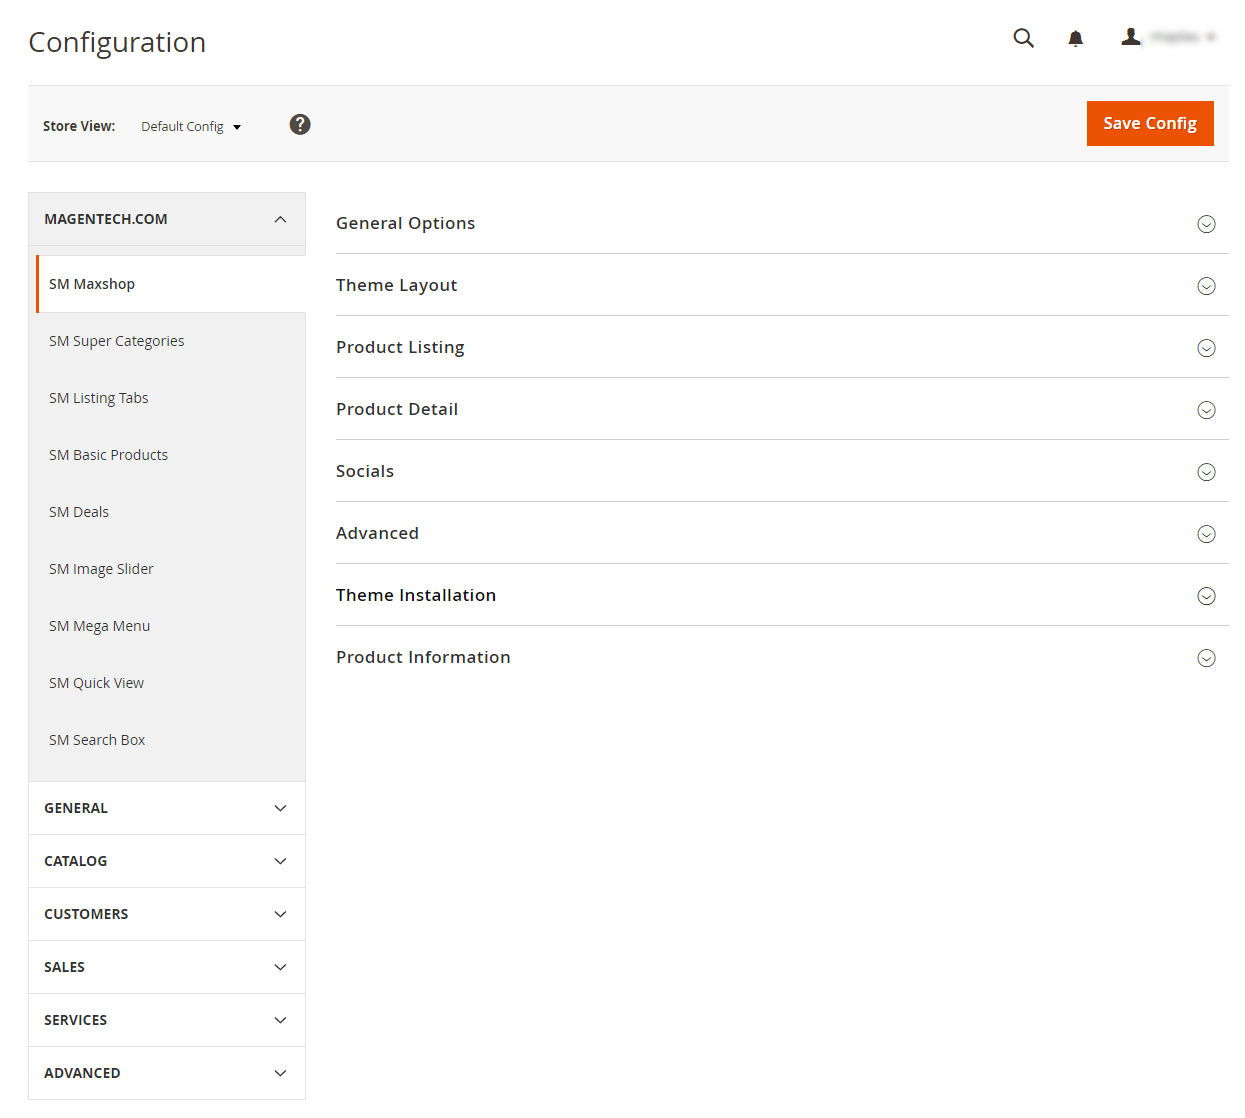 Configuration
Store View: Default Config
Save Config
MAGENTECH.COM
SM Maxshop
SM Super Categories
SM Listing Tabs
SM Basic Products
SM Deals
SM Image Slider
SM Mega Menu
SM Quick View
SM Search Box
GENERAL
CATALOG
CUSTOMERS
SALES
SERVICES
ADVANCED
General Options
Theme Layout
Product Listing
Product Detail
Socials
Advanced
Theme Installation
Product Information